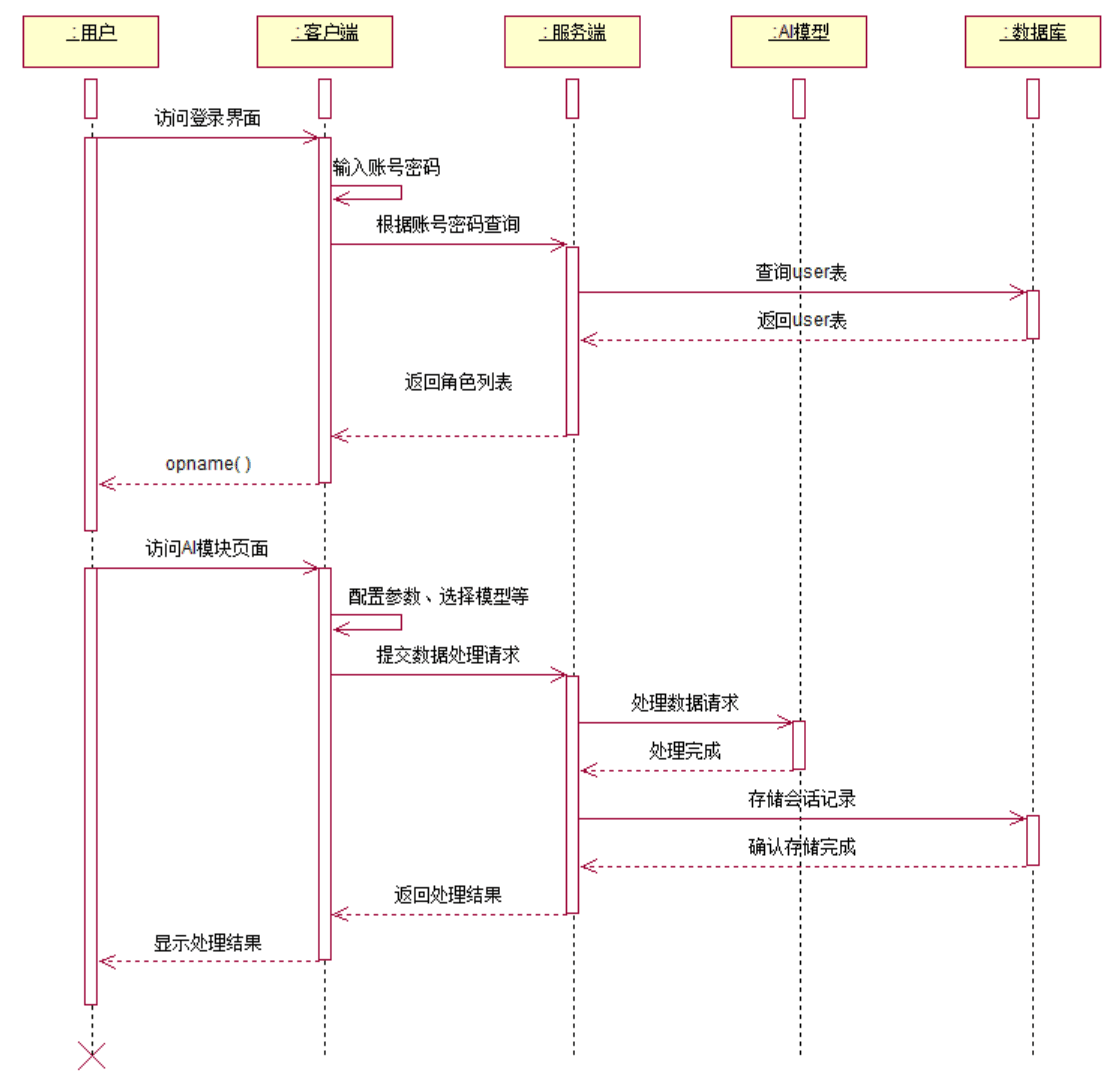 :用户
:客户端
:服务端
:AI模型
:数据库
访问登录界面
输入账号密码
根据账号密码查询
查询user表
返回user表
返回角色列表
opname( )
访问AI模块页面
配置参数、选择模型等
提交数据处理请求
处理数据请求
处理完成
存储会话记录
确认存储完成
返回处理结果
显示处理结果